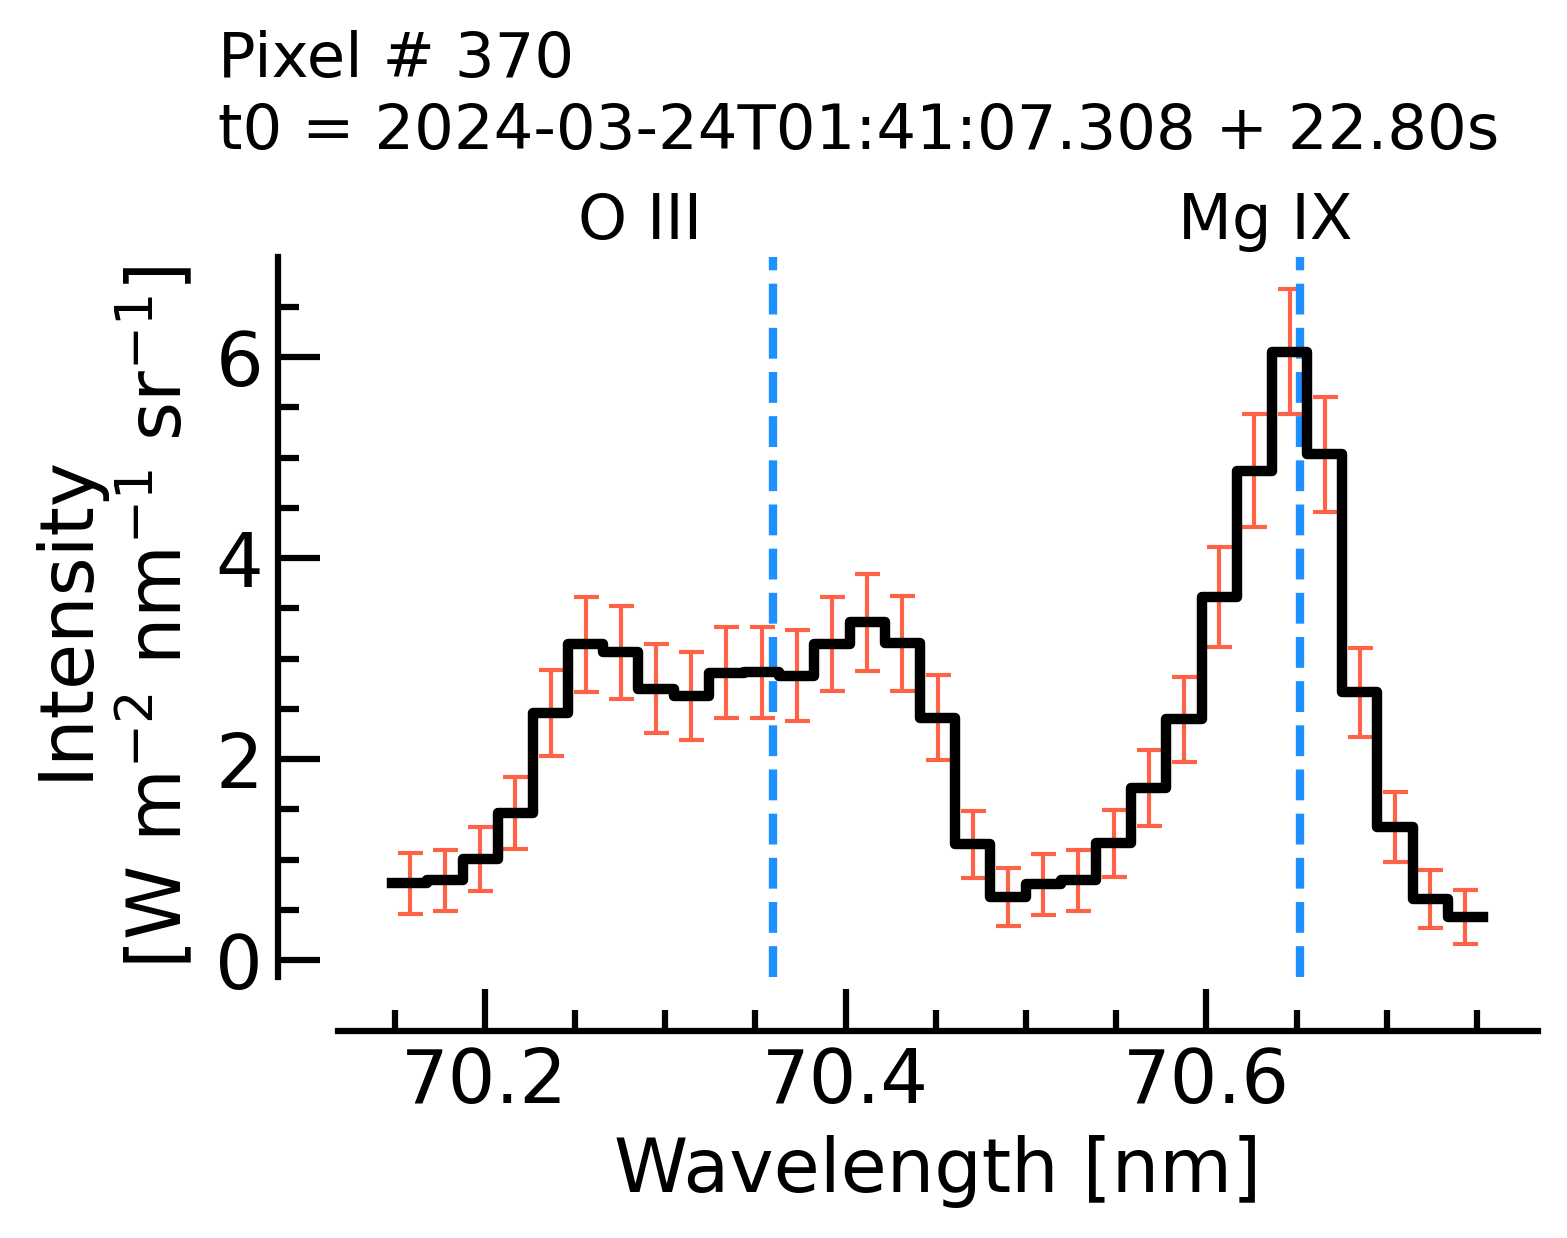 Pixel # 370
t0 = 2024-03-24T01:41:07.308 + 22.80s
O III
Mg IX
Intensity
[W m⁻² nm⁻¹ sr⁻¹]
6
4
2
0
70.2
70.4
70.6
Wavelength [nm]